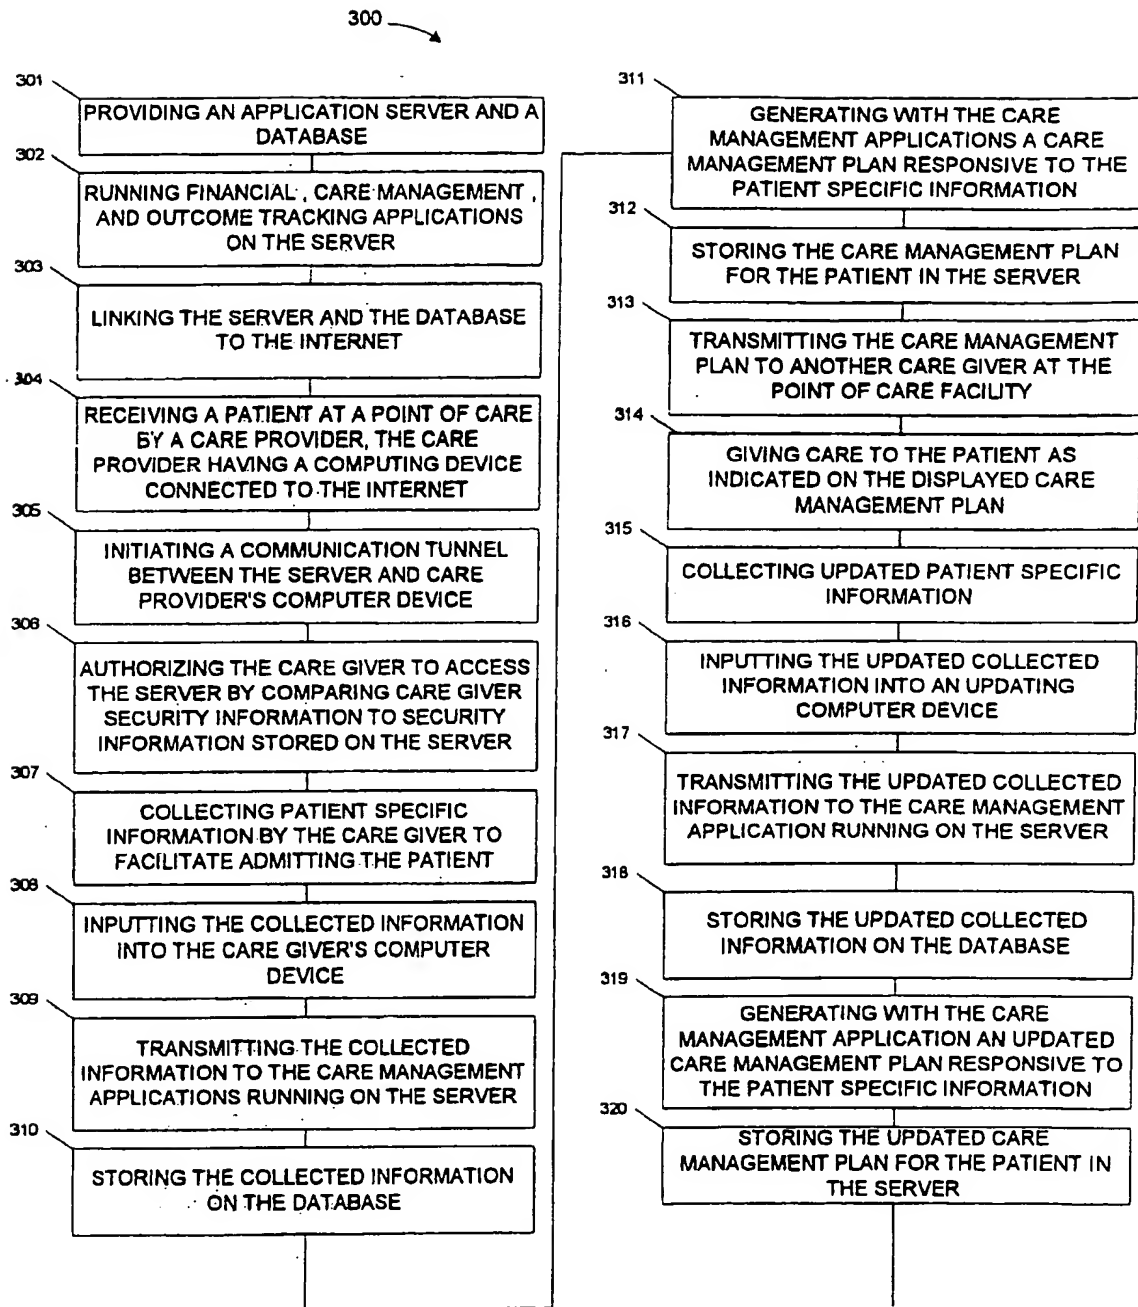 300
301
PROVIDING AN APPLICATION SERVER AND A
DATABASE
302
RUNNING FINANCIAL, CARE MANAGEMENT,
AND OUTCOME TRACKING APPLICATIONS
ON THE SERVER
303
LINKING THE SERVER AND THE DATABASE
TO THE INTERNET
304
RECEIVING A PATIENT AT A POINT OF CARE
BY A CARE PROVIDER, THE CARE
PROVIDER HAVING A COMPUTING DEVICE
CONNECTED TO THE INTERNET
305
INITIATING A COMMUNICATION TUNNEL
BETWEEN THE SERVER AND CARE
PROVIDER'S COMPUTER DEVICE
306
AUTHORIZING THE CARE GIVER TO ACCESS
THE SERVER BY COMPARING CARE GIVER
SECURITY INFORMATION TO SECURITY
INFORMATION STORED ON THE SERVER
307
COLLECTING PATIENT SPECIFIC
INFORMATION BY THE CARE GIVER TO
FACILITATE ADMITTING THE PATIENT
308
INPUTTING THE COLLECTED INFORMATION
INTO THE CARE GIVER'S COMPUTER
DEVICE
309
TRANSMITTING THE COLLECTED
INFORMATION TO THE CARE MANAGEMENT
APPLICATIONS RUNNING ON THE SERVER
310
STORING THE COLLECTED INFORMATION
ON THE DATABASE
311
GENERATING WITH THE CARE
MANAGEMENT APPLICATIONS A CARE
MANAGEMENT PLAN RESPONSIVE TO THE
PATIENT SPECIFIC INFORMATION
312
STORING THE CARE MANAGEMENT PLAN
FOR THE PATIENT IN THE SERVER
313
TRANSMITTING THE CARE MANAGEMENT
PLAN TO ANOTHER CARE GIVER AT THE
POINT OF CARE FACILITY
314
GIVING CARE TO THE PATIENT AS
INDICATED ON THE DISPLAYED CARE
MANAGEMENT PLAN
315
COLLECTING UPDATED PATIENT SPECIFIC
INFORMATION
316
INPUTTING THE UPDATED COLLECTED
INFORMATION INTO AN UPDATING
COMPUTER DEVICE
317
TRANSMITTING THE UPDATED COLLECTED
INFORMATION TO THE CARE MANAGEMENT
APPLICATION RUNNING ON THE SERVER
318
STORING THE UPDATED COLLECTED
INFORMATION ON THE DATABASE
319
GENERATING WITH THE CARE
MANAGEMENT APPLICATION AN UPDATED
CARE MANAGEMENT PLAN RESPONSIVE TO
THE PATIENT SPECIFIC INFORMATION
320
STORING THE UPDATED CARE
MANAGEMENT PLAN FOR THE PATIENT IN
THE SERVER